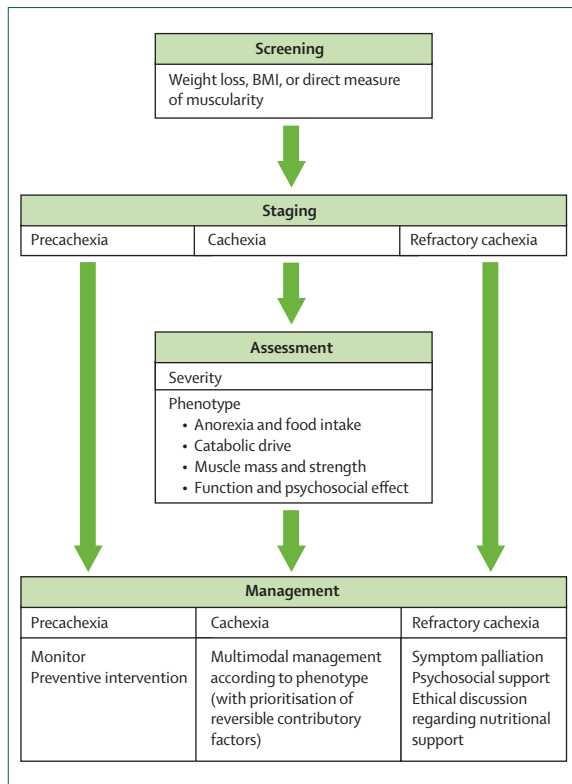 Screening
Weight loss, BMI, or direct measure
of muscularity
Staging
Precachexia
Cachexia
Refractory cachexia
Assessment
Severity
Phenotype
• Anorexia and food intake
• Catabolic drive
• Muscle mass and strength
• Function and psychosocial effect
Management
Precachexia
Cachexia
Refractory cachexia
Monitor
Preventive intervention
Multimodal management
according to phenotype
(with prioritisation of
reversible contributory
factors)
Symptom palliation
Psychosocial support
Ethical discussion
regarding nutritional
support